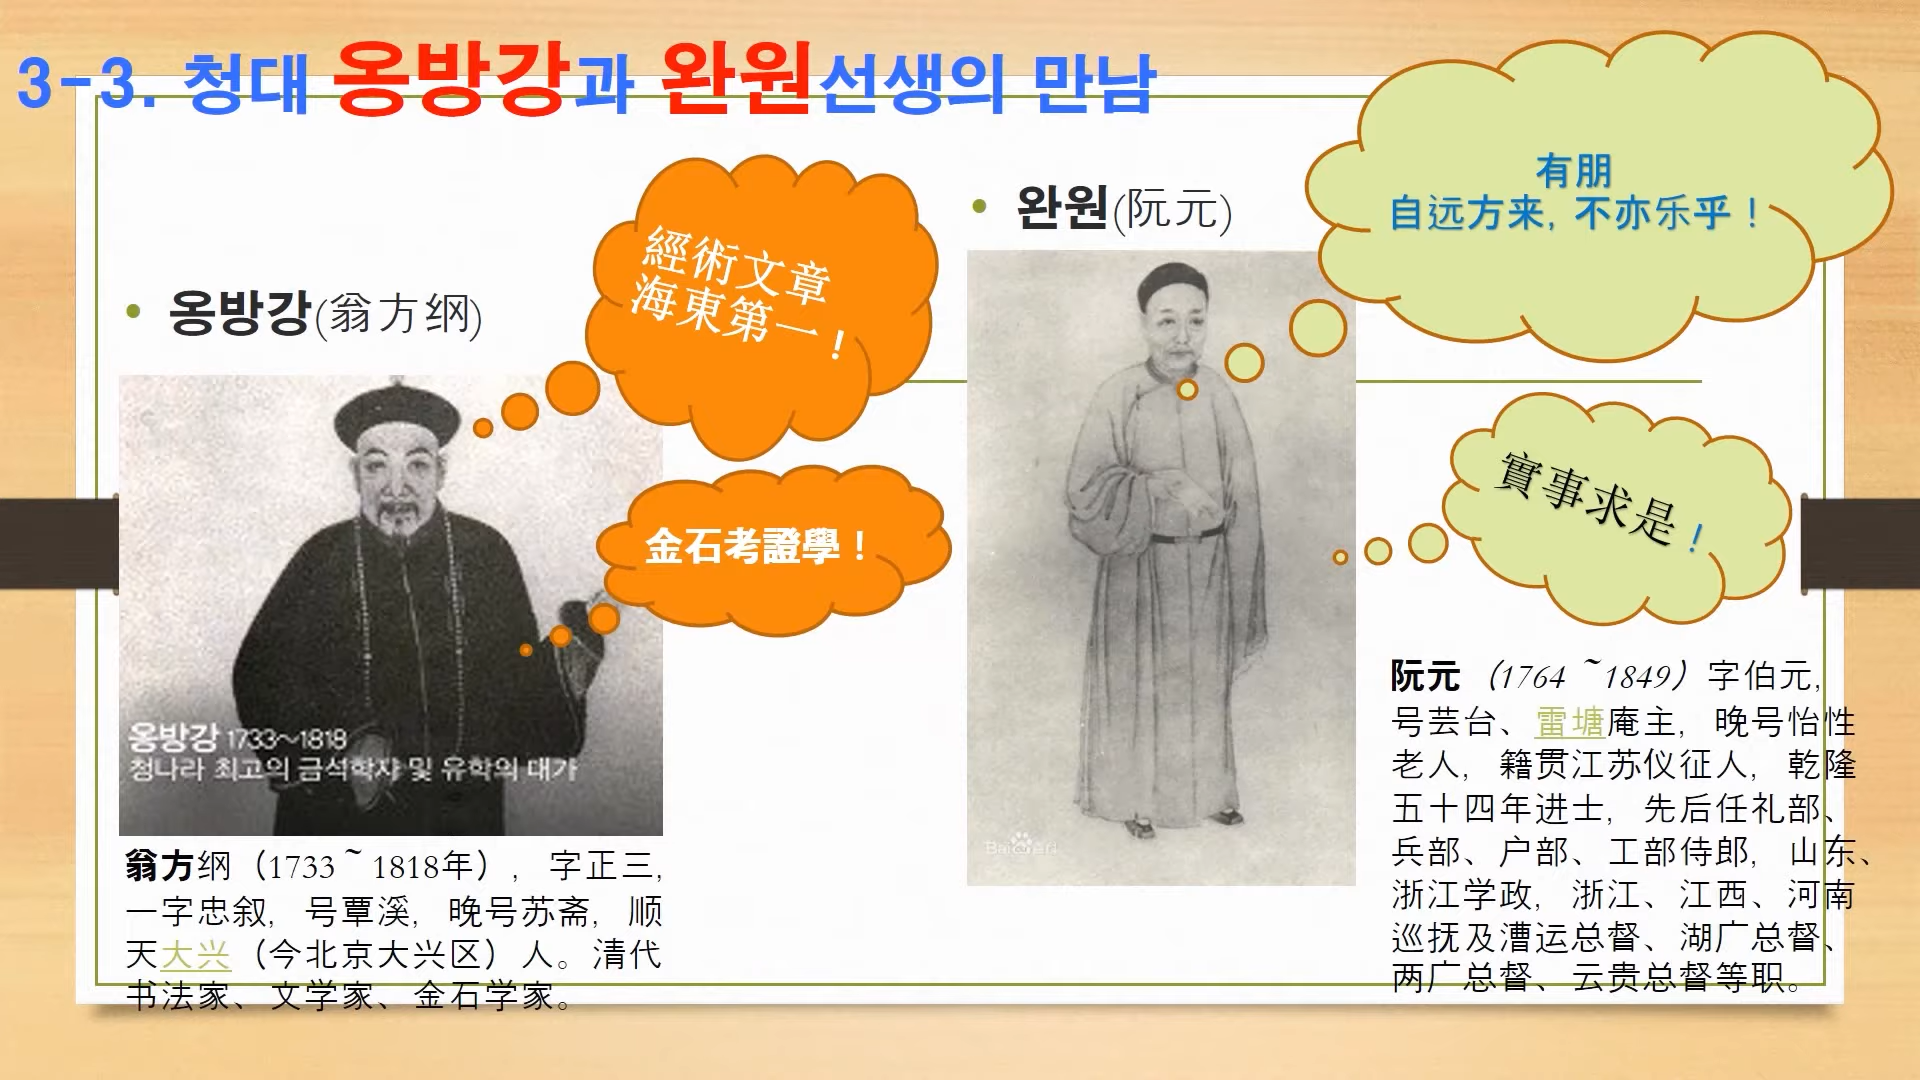 3-3. 청대 옹방강과 완원선생의 만남
有朋
自远方来, 不亦乐乎！
• 완원(阮元)
經術文章
海東第一！
• 옹방강(翁方纲)
實事求是！
金石考證學！
옹방강 1733~1818
청나라 최고의 금석학자 및 유학의 대가
Bai
翁方纲（1733～1818年）, 字正三,
一字忠叙, 号覃溪, 晚号苏斋, 顺
天大兴（今北京大兴区）人。清代
书法家、文学家、金石学家。
阮元（1764～1849）字伯元,
号芸台、雷塘庵主, 晚号怡性
老人, 籍贯江苏仪征人, 乾隆
五十四年进士, 先后任礼部、
兵部、户部、工部侍郎, 山东、
浙江学政, 浙江、江西、河南
巡抚及漕运总督、湖广总督、
两广总督、云贵总督等职。